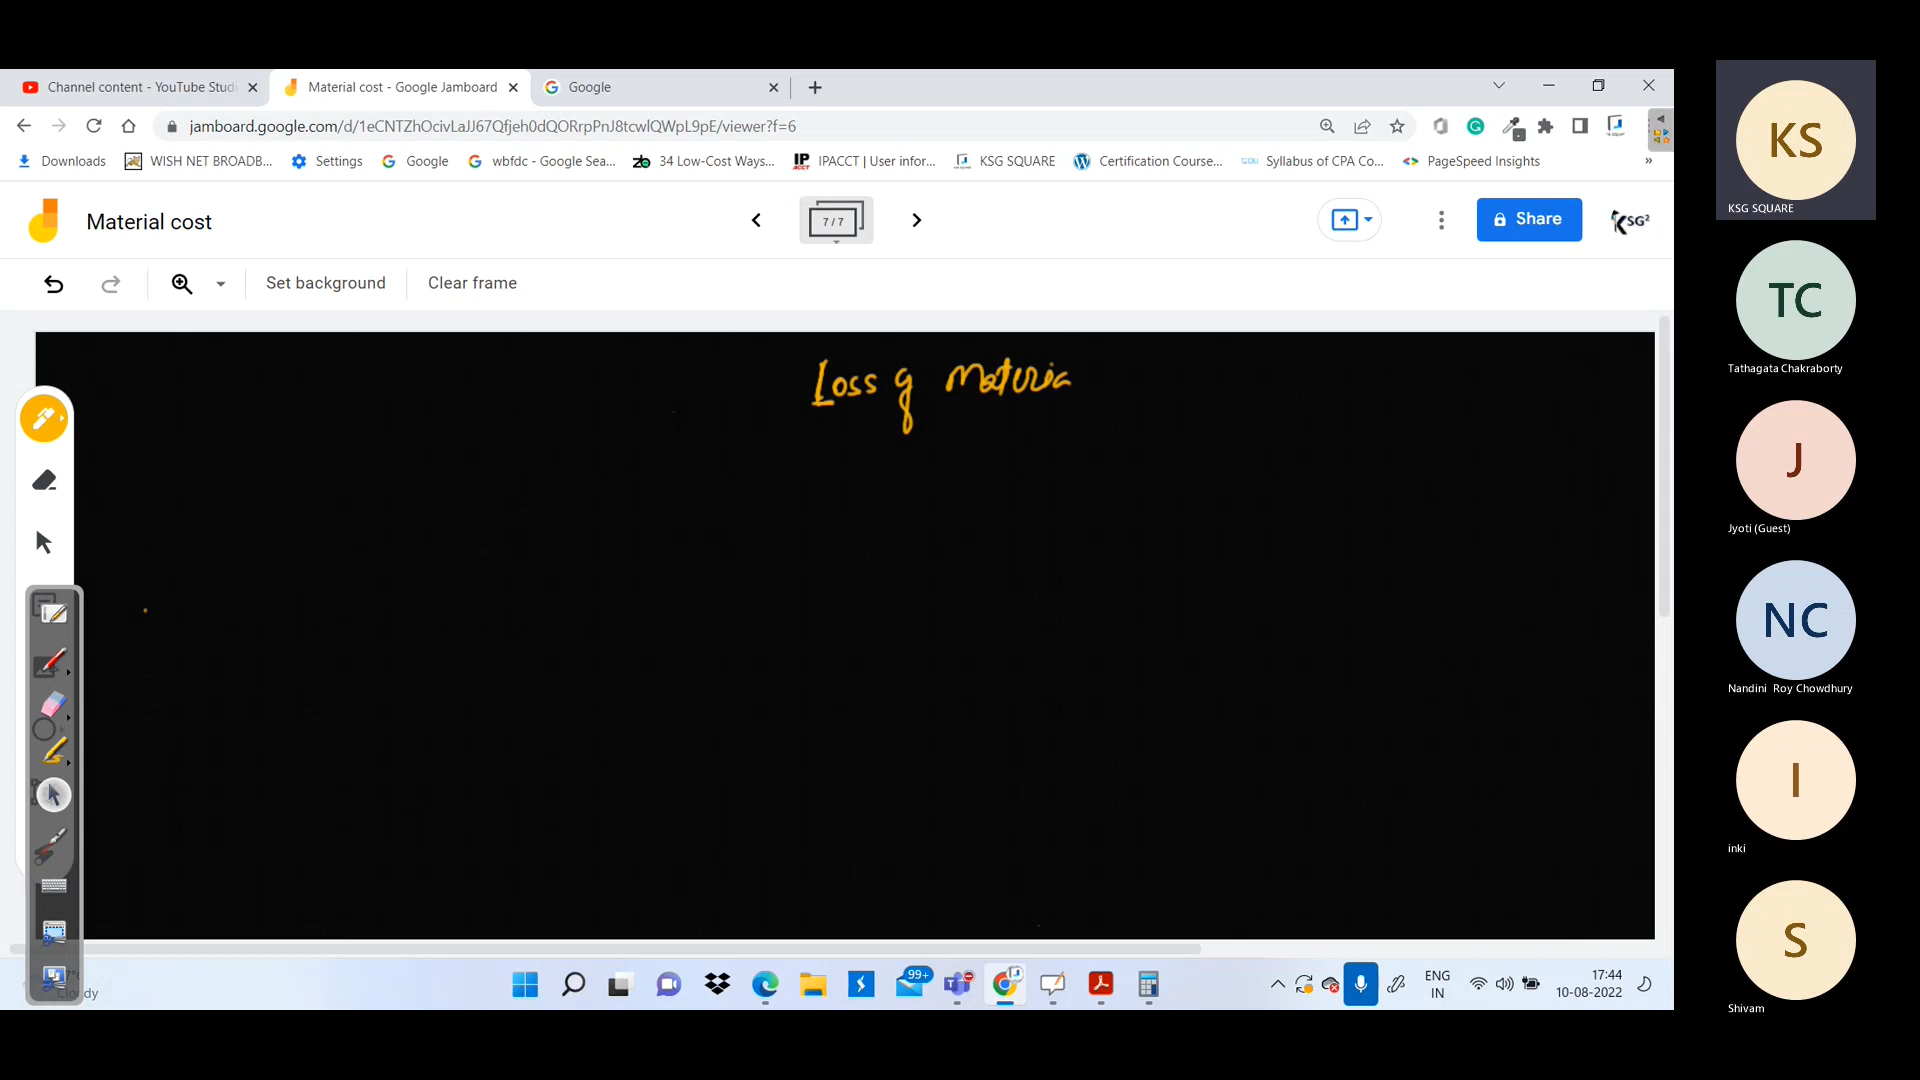 Channel content - YouTube Studi
Material cost - Google Jamboard
Google
jamboard.google.com/d/1eCNTZhOcivLaJJ67Qfjeh0dQORrpPnJ8tcwlQWpL9pE/viewer?f=6
Downloads
WISH NET BROADB...
Settings
Google
wbfdc - Google Sea...
34 Low-Cost Ways...
IPACCT | User infor...
KSG SQUARE
Certification Course...
Syllabus of CPA Co...
PageSpeed Insights
»
Material cost
7 / 7
Share
KSG²
Set background
Clear frame
Loss of Materia
99+
ENG
IN
17:44
10-08-2022
KS
KSG SQUARE
TC
Tathagata Chakraborty
J
Jyoti (Guest)
NC
Nandini Roy Chowdhury
I
inki
S
Shivam